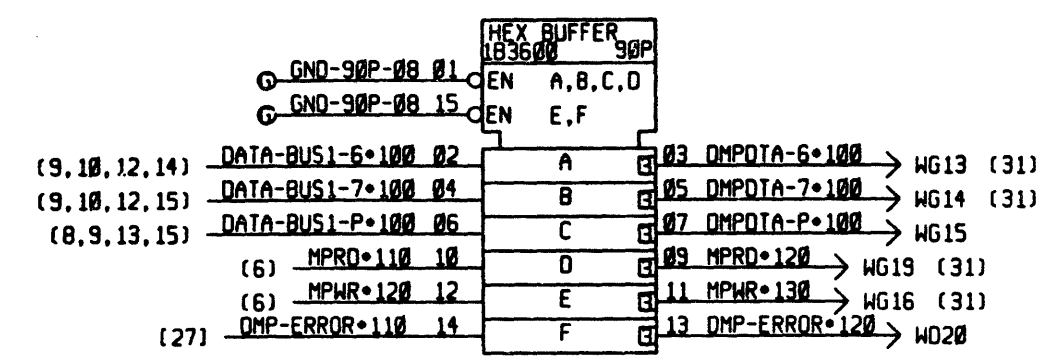 HEX BUFFER
1B3600 90P
G GND-90P-08 01 EN A,B,C,D
G GND-90P-08 15 EN E,F
(9,10,12,14) DATA-BUS1-6•100 02 A 03 DMPDTA-6•100 WG13 (31)
(9,10,12,15) DATA-BUS1-7•100 04 B 05 DMPDTA-7•100 WG14 (31)
(8,9,13,15) DATA-BUS1-P•100 06 C 07 DMPDTA-P•100 WG15
(6) MPRD•110 10 D 09 MPRD•120 WG19 (31)
(6) MPWR•120 12 E 11 MPWR•130 WG16 (31)
(27) DMP-ERROR•110 14 F 13 DMP-ERROR•120 WD20